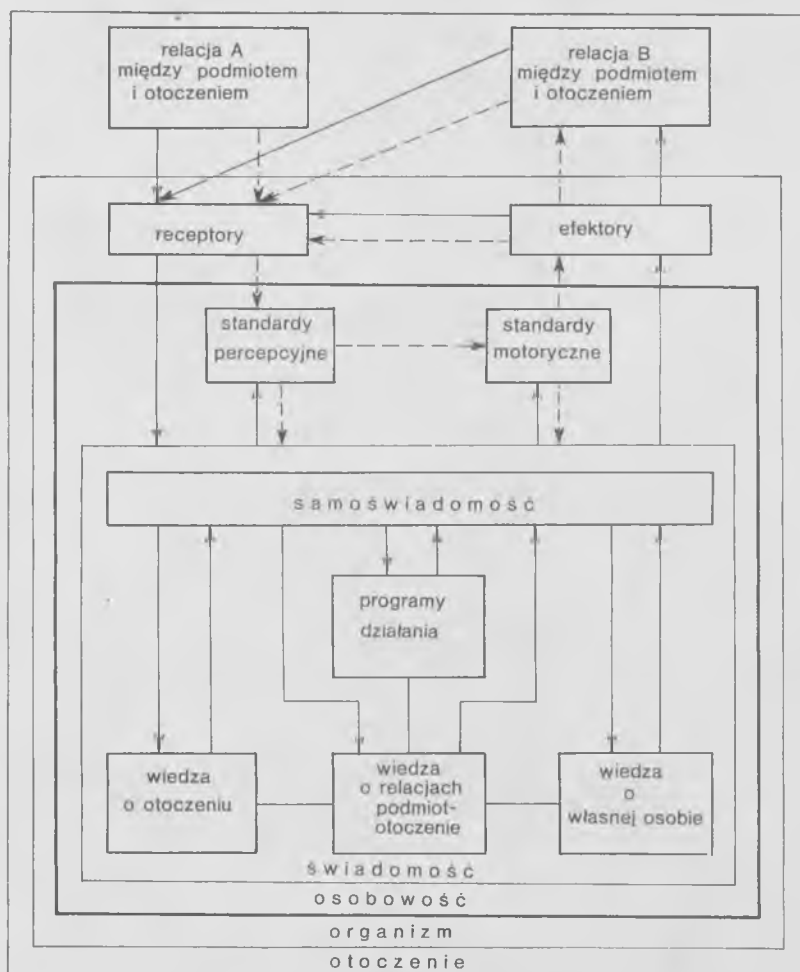 relacja A
między podmiotem
i otoczeniem
relacja B
między podmiotem
i otoczeniem
receptory
efektory
standardy
percepcyjne
standardy
motoryczne
samoświadomość
programy
działania
wiedza
o otoczeniu
wiedza
o relacjach
podmiot-
otoczenie
wiedza
o
własnej osobie
świadomość
osobowość
organizm
otoczenie